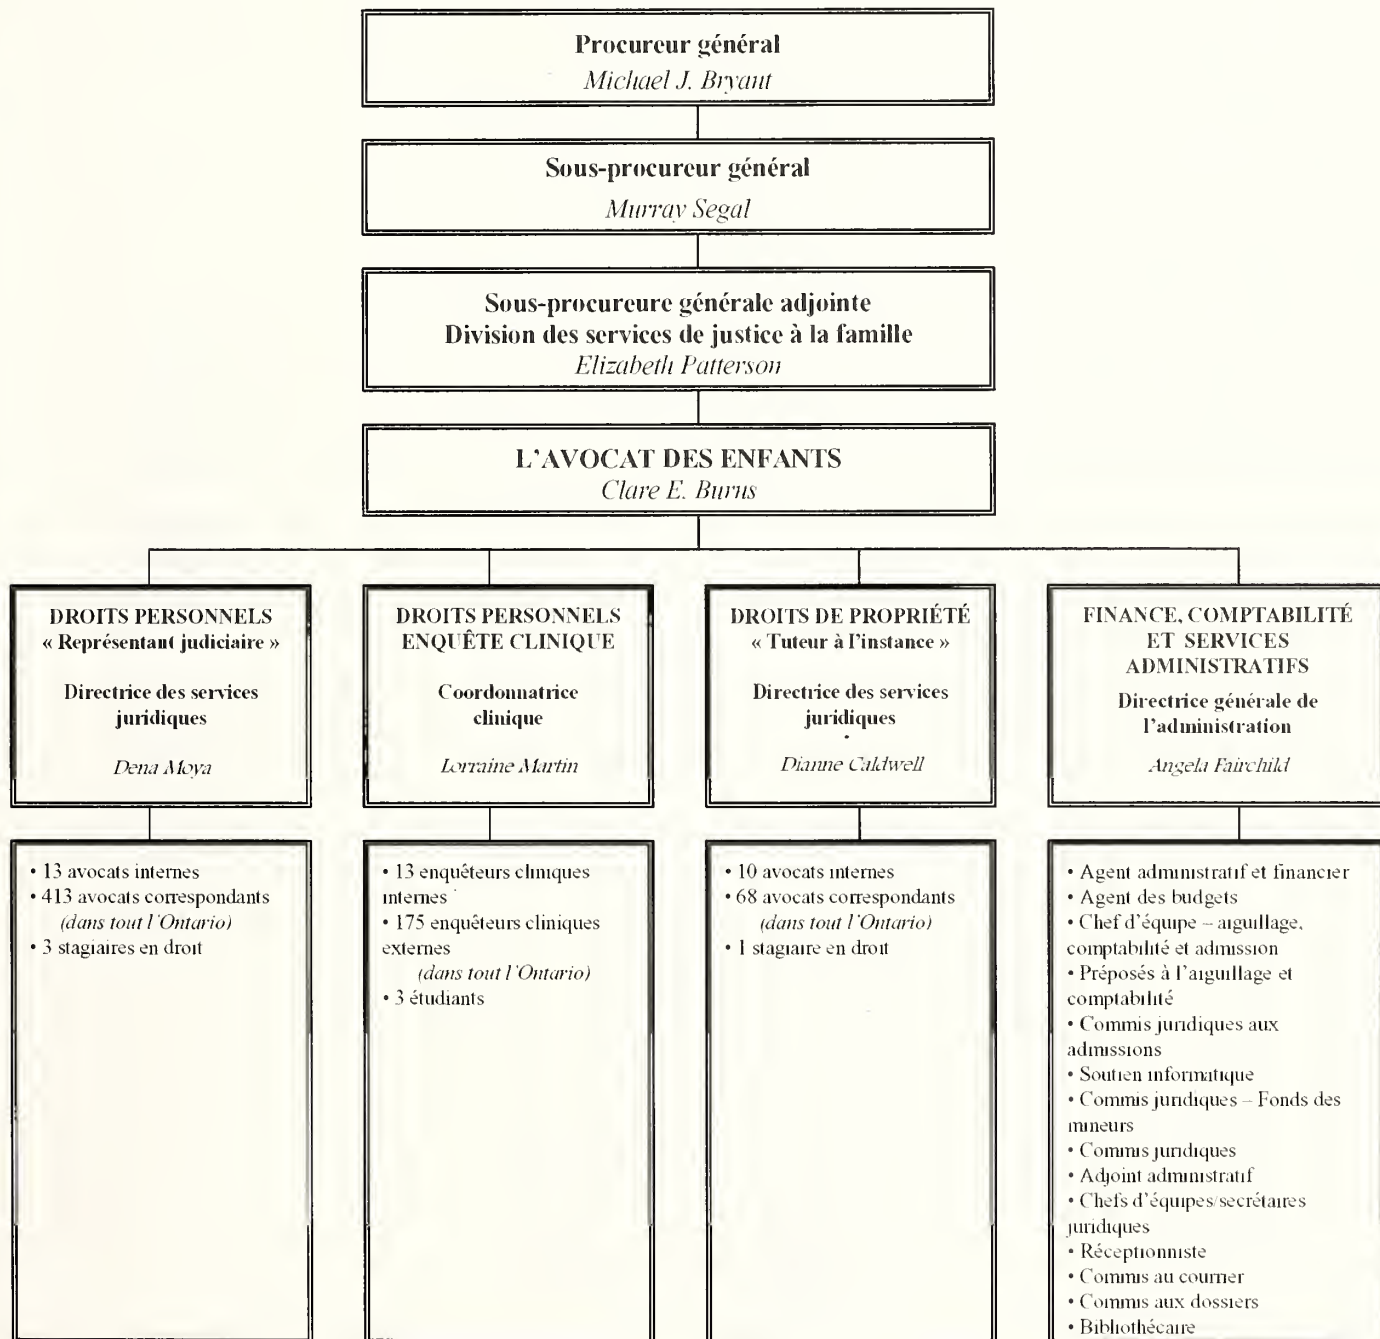 Procureur général
Michael J. Bryant
Sous-procureur général
Murray Segal
Sous-procureure générale adjointe
Division des services de justice à la famille
Elizabeth Patterson
L'AVOCAT DES ENFANTS
Clare E. Burns
DROITS PERSONNELS
« Représentant judiciaire »
Directrice des services
juridiques
Dena Moya
DROITS PERSONNELS
ENQUÊTE CLINIQUE
Coordonnatrice
clinique
Lorraine Martin
DROITS DE PROPRIÉTÉ
« Tuteur à l'instance »
Directrice des services
juridiques
Dianne Caldwell
FINANCE, COMPTABILITÉ
ET SERVICES
ADMINISTRATIFS
Directrice générale de
l'administration
Angela Fairchild
• 13 avocats internes
• 413 avocats correspondants
(dans tout l'Ontario)
• 3 stagiaires en droit
• 13 enquêteurs cliniques
internes
• 175 enquêteurs cliniques
externes
(dans tout l'Ontario)
• 3 étudiants
• 10 avocats internes
• 68 avocats correspondants
(dans tout l'Ontario)
• 1 stagiaire en droit
• Agent administratif et financier
• Agent des budgets
• Chef d'équipe – aiguillage,
comptabilité et admission
• Préposés à l'aiguillage et
comptabilité
• Commis juridiques aux
admissions
• Soutien informatique
• Commis juridiques – Fonds des
mineurs
• Commis juridiques
• Adjoint administratif
• Chefs d'équipes/secrétaires
juridiques
• Réceptionniste
• Commis au courrier
• Commis aux dossiers
• Bibliothécaire